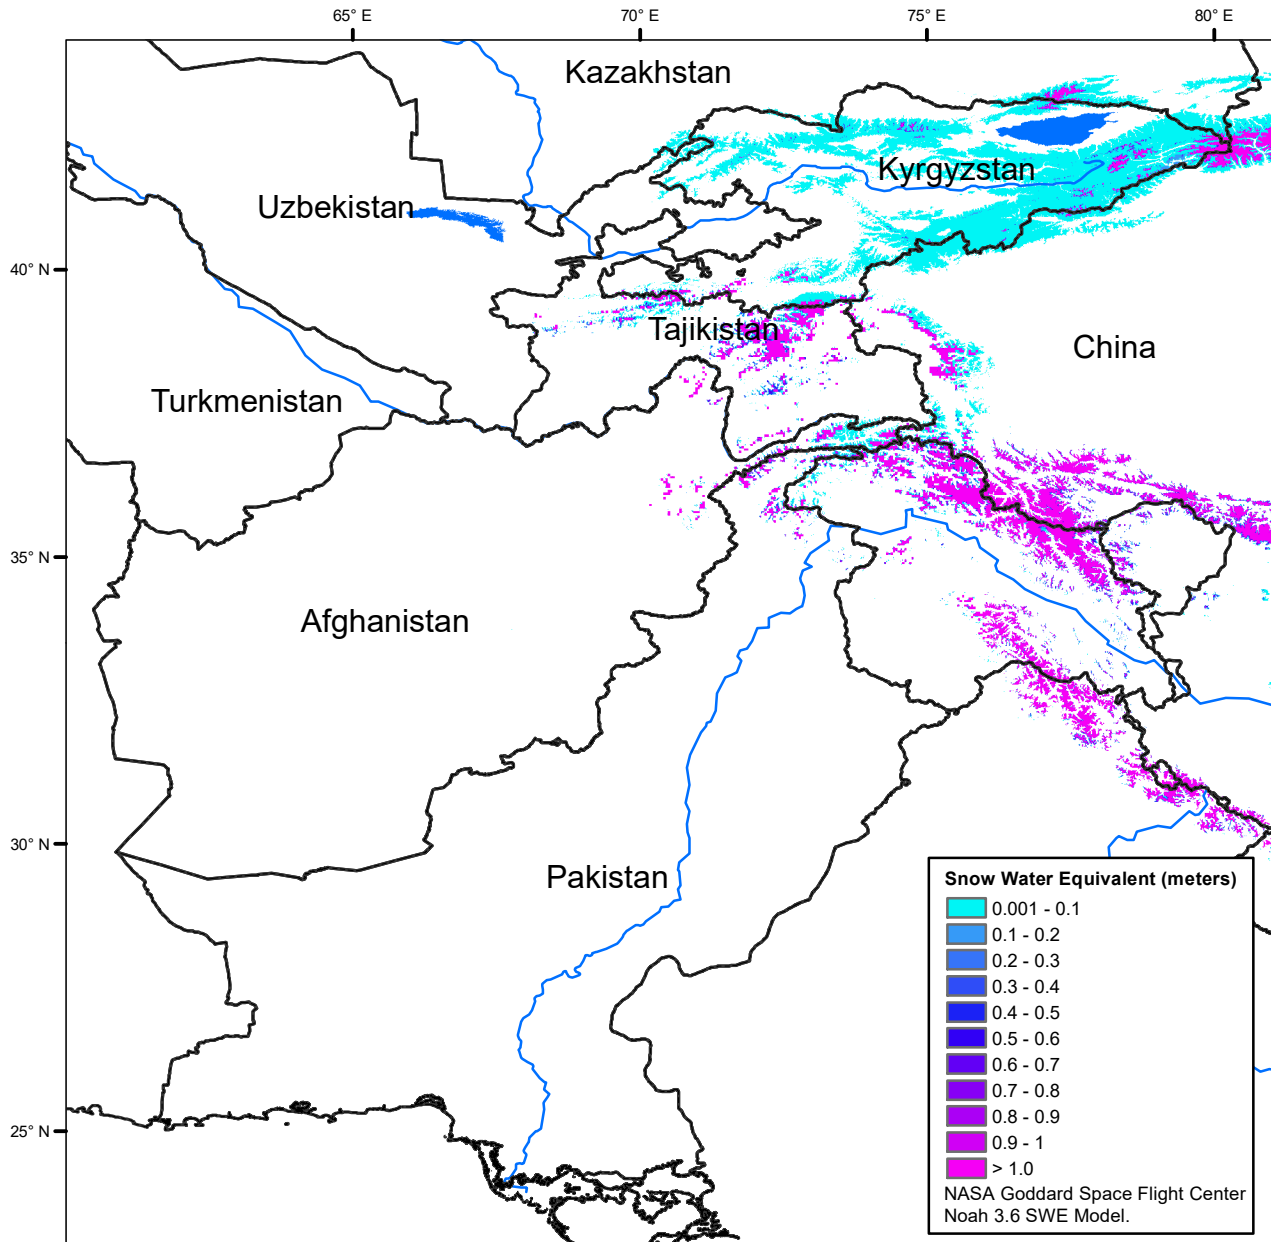 65° E
70° E
75° E
80° E
Kazakhstan
Kyrgyzstan
Uzbekistan
40° N
Tajikistan
China
Turkmenistan
35° N
Afghanistan
30° N
Pakistan
25° N
Snow Water Equivalent (meters)
0.001 - 0.1
0.1 - 0.2
0.2 - 0.3
0.3 - 0.4
0.4 - 0.5
0.5 - 0.6
0.6 - 0.7
0.7 - 0.8
0.8 - 0.9
0.9 - 1
> 1.0
NASA Goddard Space Flight Center
Noah 3.6 SWE Model.